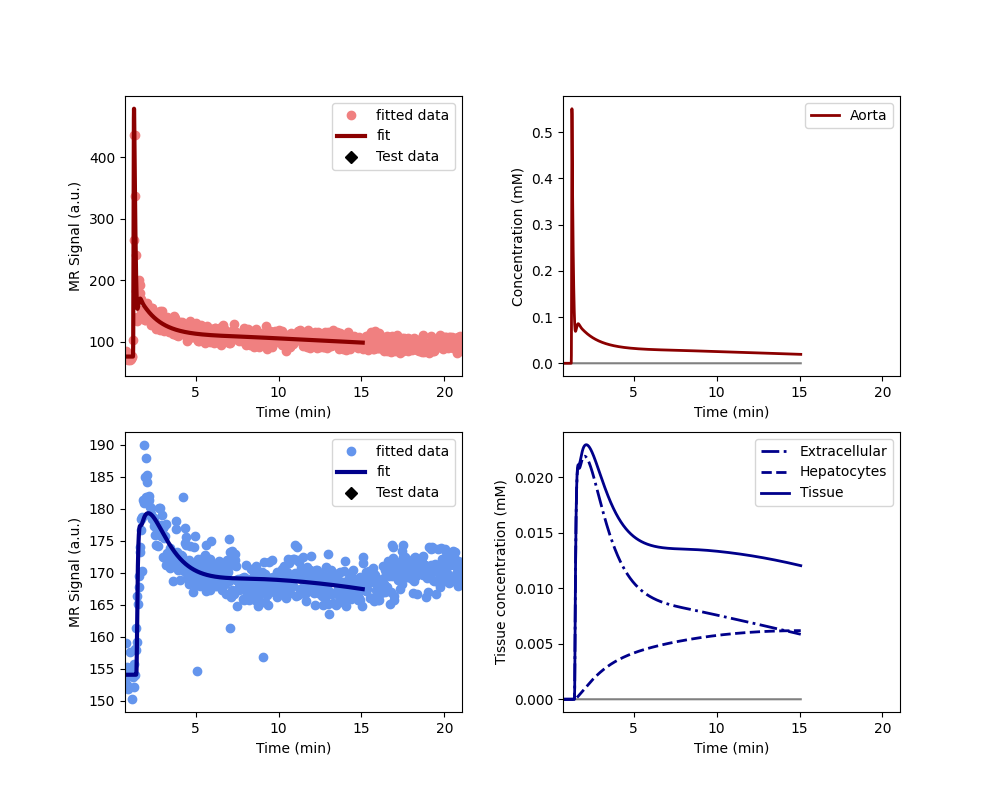 MR Signal (a.u.)
400
300
200
100
5
10
15
20
Time (min)
fitted data
fit
Test data
Concentration (mM)
0.5
0.4
0.3
0.2
0.1
0.0
5
10
15
20
Time (min)
Aorta
MR Signal (a.u.)
190
185
180
175
170
165
160
155
150
5
10
15
20
Time (min)
fitted data
fit
Test data
Tissue concentration (mM)
0.020
0.015
0.010
0.005
0.000
5
10
15
20
Time (min)
Extracellular
Hepatocytes
Tissue